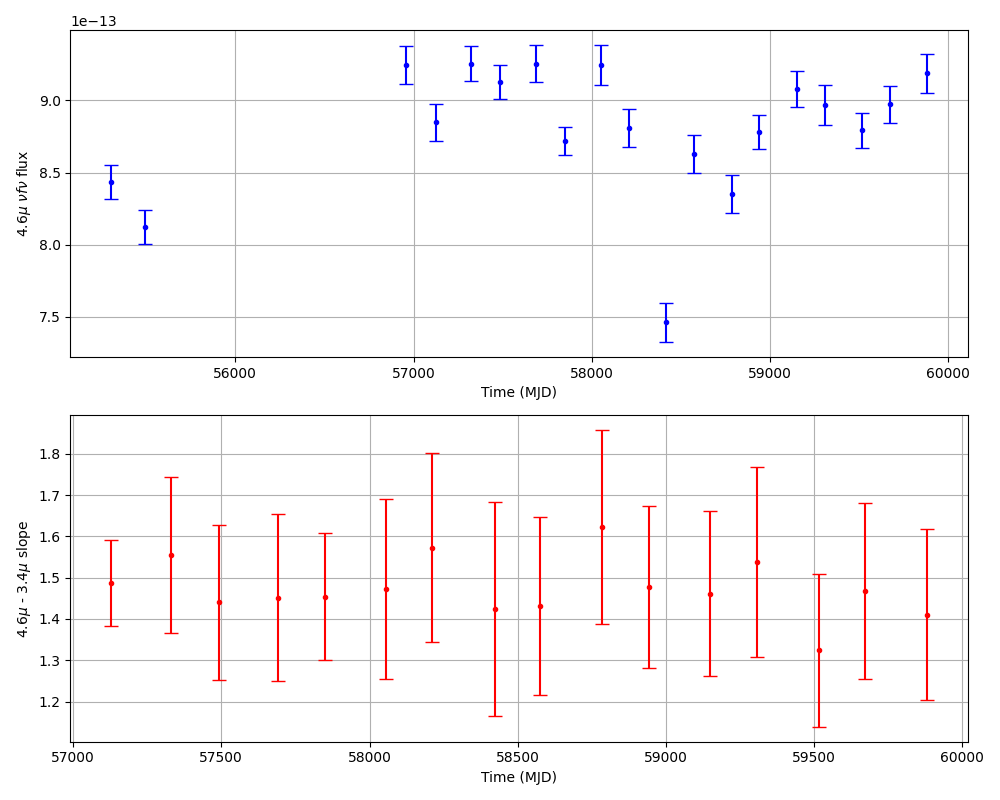 1e−13
9.0
8.5
8.0
7.5
4.6μ νfν flux
56000 57000 58000 59000 60000
Time (MJD)
1.8
1.7
1.6
1.5
1.4
1.3
1.2
4.6μ - 3.4μ slope
57000 57500 58000 58500 59000 59500 60000
Time (MJD)